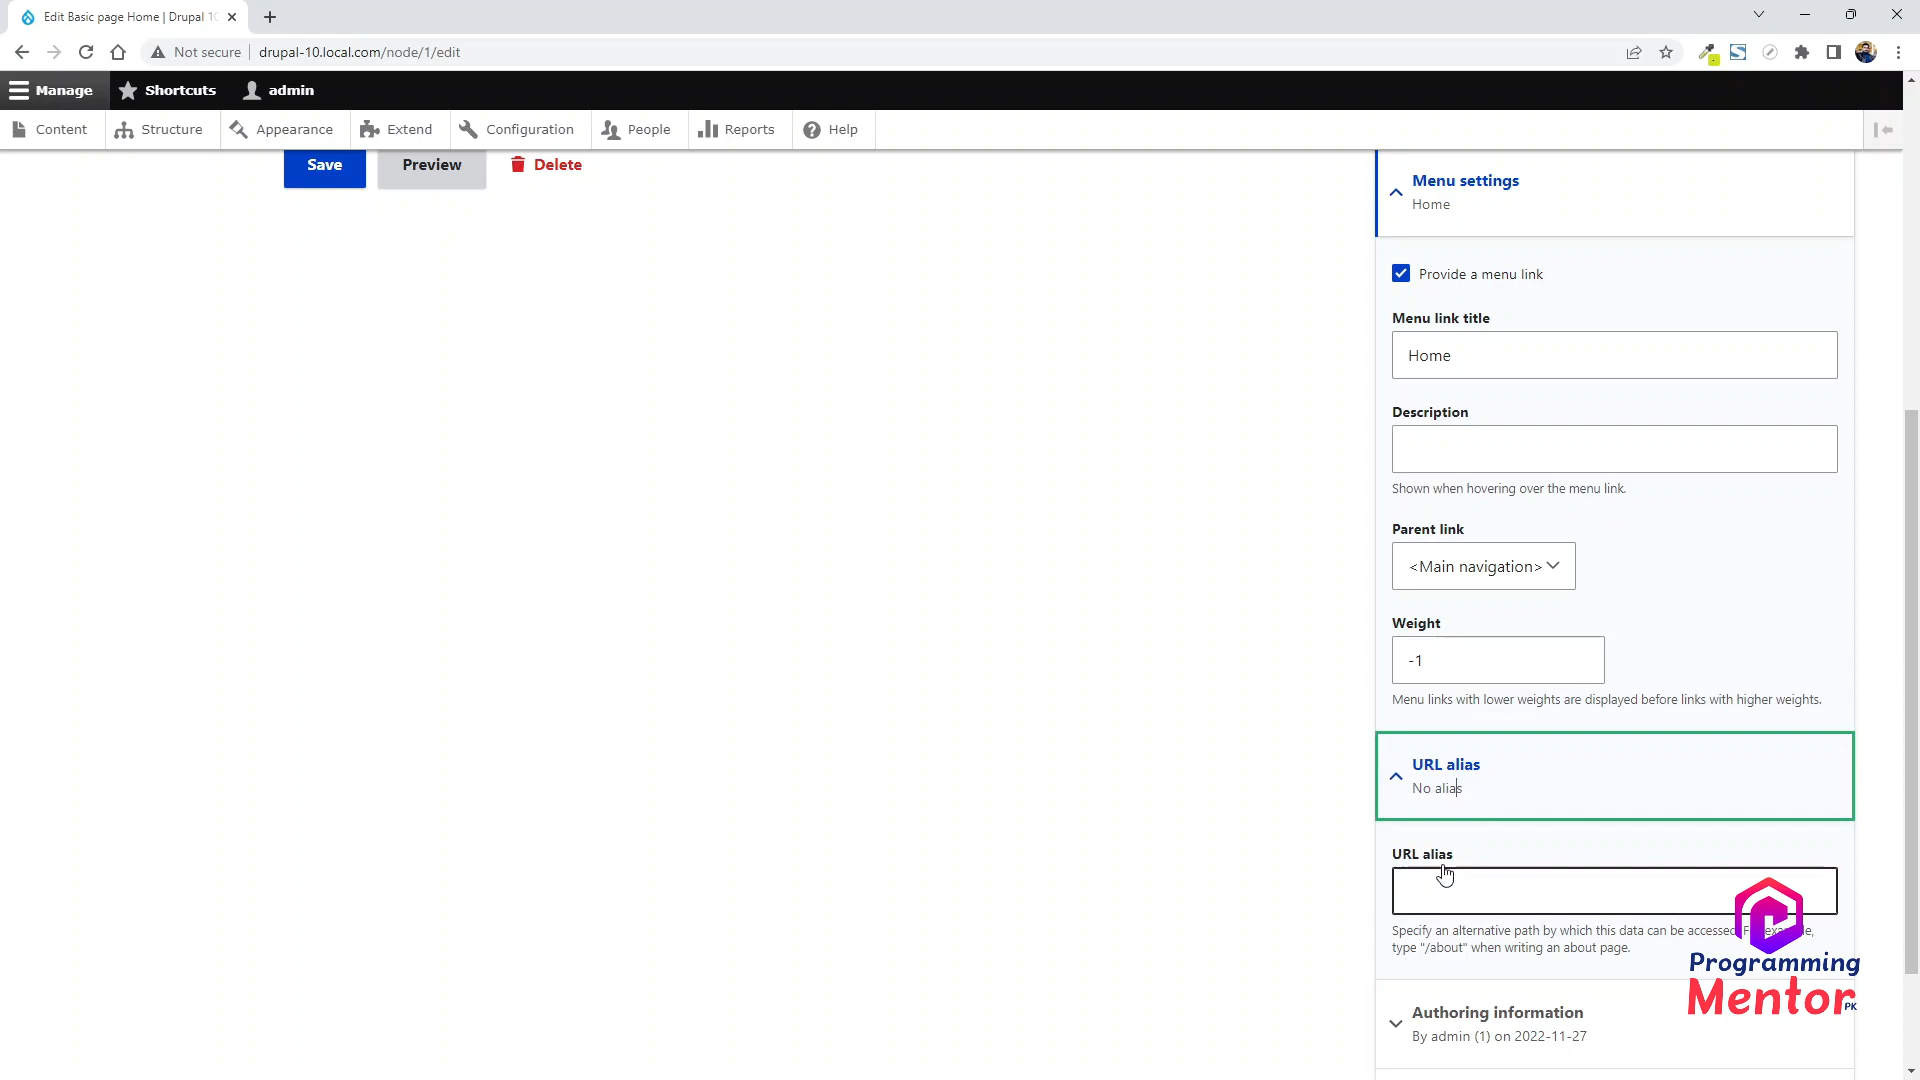 Edit Basic page Home | Drupal 10
Not secure
drupal-10.local.com/node/1/edit
Manage
Shortcuts
admin
Content
Structure
Appearance
Extend
Configuration
People
Reports
Help
Save
Preview
Delete
Menu settings
Home
Provide a menu link
Menu link title
Home
Description
Shown when hovering over the menu link.
Parent link
<Main navigation>
Weight
-1
Menu links with lower weights are displayed before links with higher weights.
URL alias
No alias
URL alias
Specify an alternative path by which this data can be accessed. For example,
type "/about" when writing an about page.
Programming
Mentor PK
Authoring information
By admin (1) on 2022-11-27